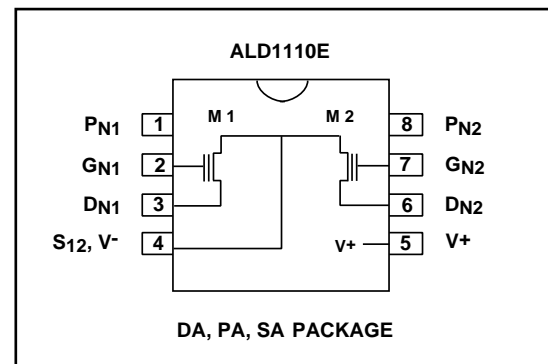 ALD1110E
M 1 M 2
PN1 1 8 PN2
GN1 2 7 GN2
DN1 3 6 DN2
S12, V- 4 V+ 5 V+
DA, PA, SA PACKAGE